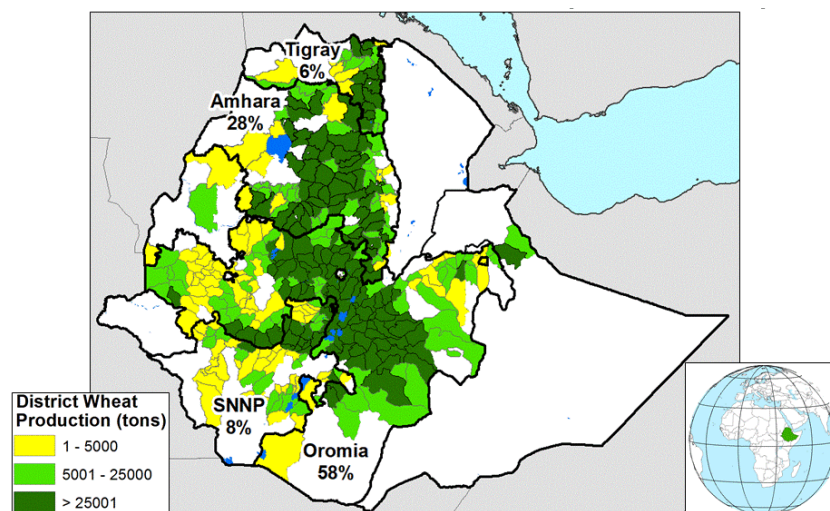 Tigray
6%
Amhara
28%
SNNP
8%
Oromia
58%
District Wheat
Production (tons)
1 - 5000
5001 - 25000
> 25001